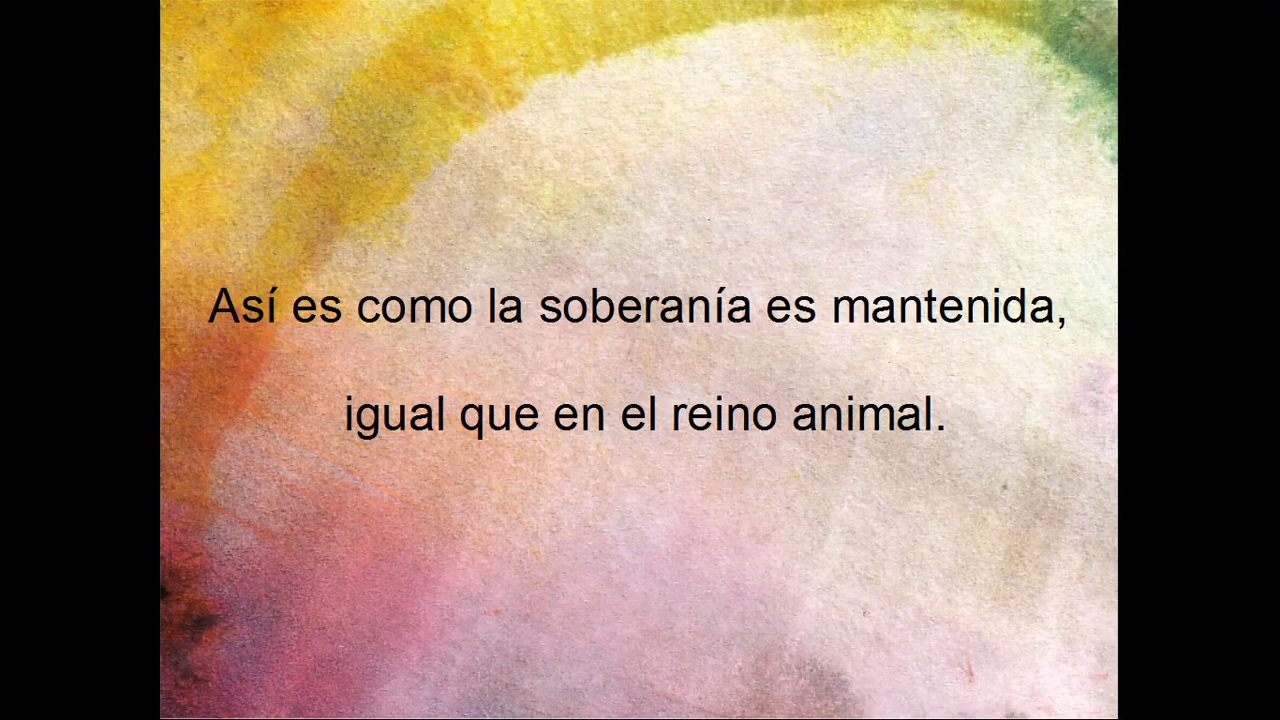 Así es como la soberanía es mantenida,
igual que en el reino animal.